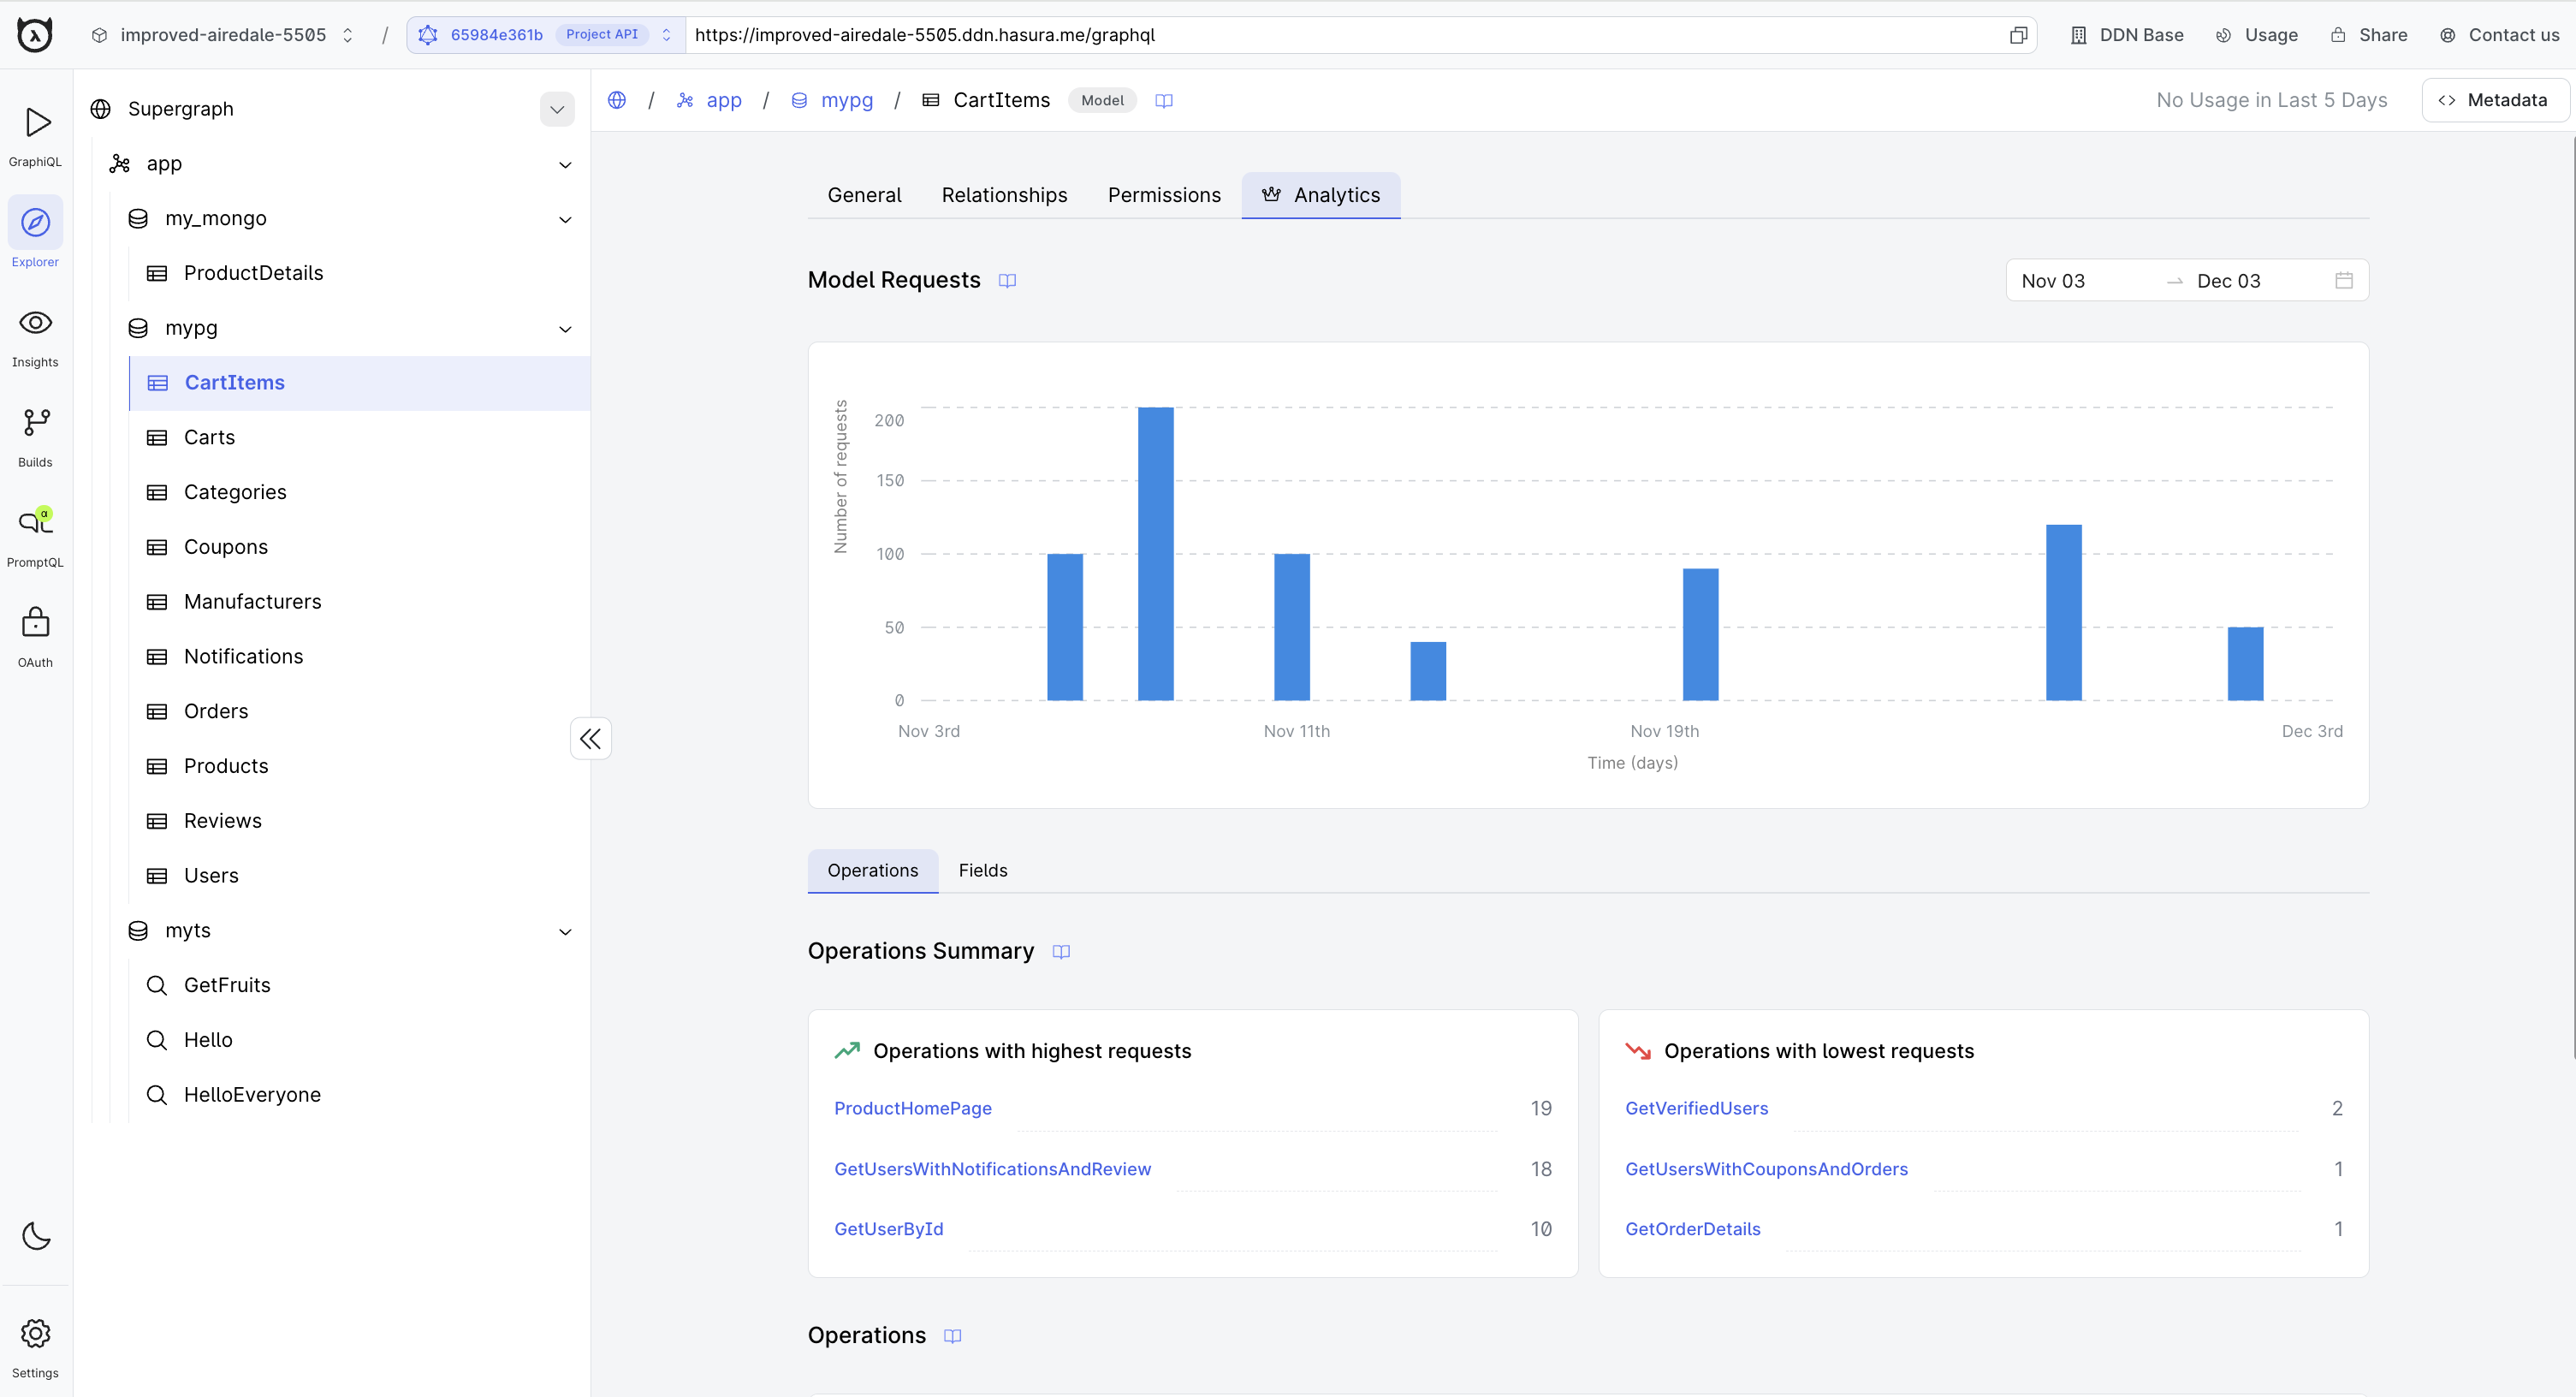 improved-airedale-5505 / 65984e361b Project API https://improved-airedale-5505.ddn.hasura.me/graphql DDN Base Usage Share Contact us
GraphiQL
Explorer
Insights
Builds
α
PromptQL
OAuth
Settings
Supergraph
app
my_mongo
ProductDetails
mypg
CartItems
Carts
Categories
Coupons
Manufacturers
Notifications
Orders
Products
Reviews
Users
myts
GetFruits
Hello
HelloEveryone
/ app / mypg / CartItems Model No Usage in Last 5 Days <> Metadata
General Relationships Permissions Analytics
Model Requests Nov 03 → Dec 03
Number of requests
200
150
100
50
0
Nov 3rd Nov 11th Nov 19th Dec 3rd
Time (days)
Operations Fields
Operations Summary
Operations with highest requests
ProductHomePage 19
GetUsersWithNotificationsAndReview 18
GetUserById 10
Operations with lowest requests
GetVerifiedUsers 2
GetUsersWithCouponsAndOrders 1
GetOrderDetails 1
Operations